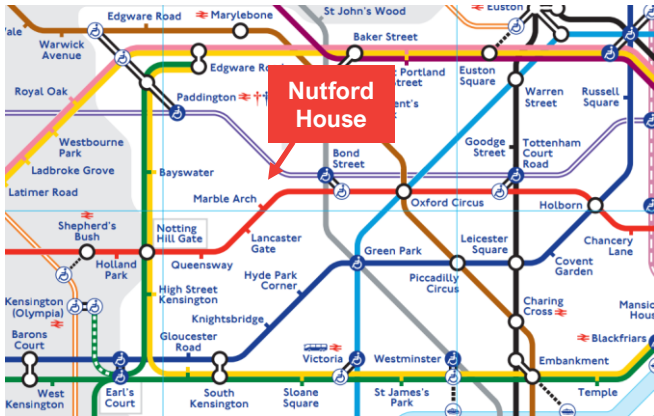 Edgware Road
Marylebone
St John's Wood
Euston
'ale
Warwick
Avenue
Baker Street
Edgware Ro
t Portland
Street
Euston
Square
Warren
Street
Russell
Square
Royal Oak
Paddington
Nutford
House
ent's
Westbourne
Park
Ladbroke Grove
Latimer Road
Bayswater
Bond
Street
Goodge
Street
Tottenham
Court
Road
Marble Arch
Oxford Circus
Holborn
Shepherd's
Bush
Notting
Hill Gate
Lancaster
Gate
Chancery
Lane
Holland
Park
Queensway
Green Park
Leicester
Square
Covent
Garden
Hyde Park
Corner
Piccadilly
Circus
Kensington
(Olympia)
High Street
Kensington
Charing
Cross
Mansio
Hou
Knightsbridge
Barons
Court
Gloucester
Road
Victoria
Westminster
Blackfriars
Embankment
West
Kensington
Earl's
Court
South
Kensington
Sloane
Square
St James's
Park
Temple